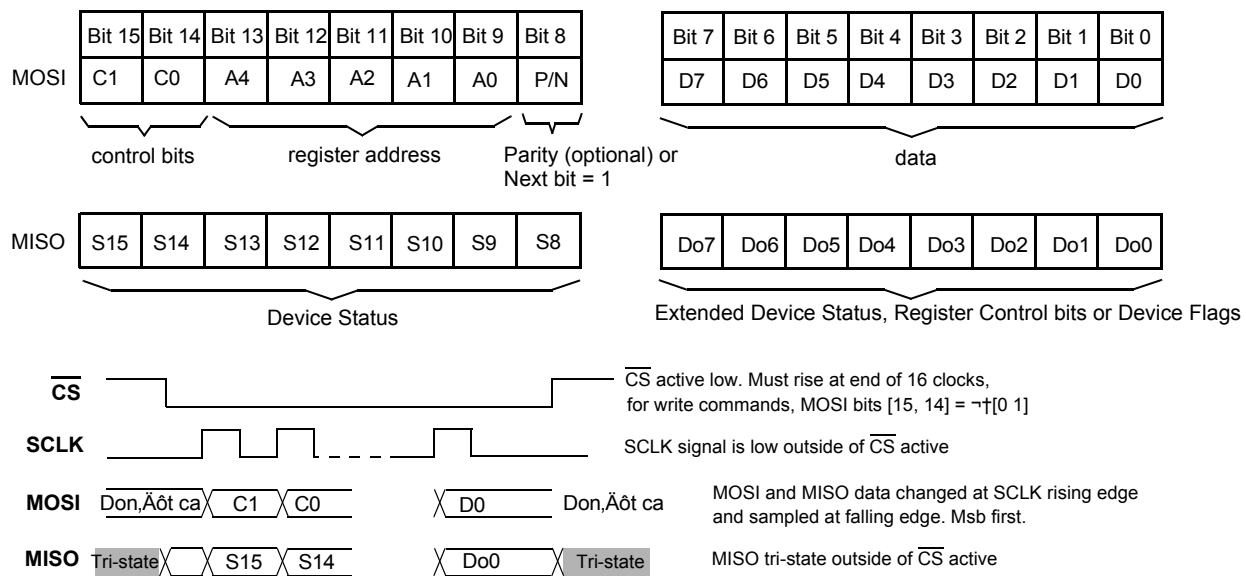 Bit 15 Bit 14 Bit 13 Bit 12 Bit 11 Bit 10 Bit 9 Bit 8 Bit 7 Bit 6 Bit 5 Bit 4 Bit 3 Bit 2 Bit 1 Bit 0
MOSI C1 C0 A4 A3 A2 A1 A0 P/N D7 D6 D5 D4 D3 D2 D1 D0
control bits register address Parity (optional) or data
Next bit = 1
MISO S15 S14 S13 S12 S11 S10 S9 S8 Do7 Do6 Do5 Do4 Do3 Do2 Do1 Do0
Device Status Extended Device Status, Register Control bits or Device Flags
CS CS active low. Must rise at end of 16 clocks,
for write commands, MOSI bits [15, 14] = ¬†[0 1]
SCLK SCLK signal is low outside of CS active
MOSI Don‚Äôt ca C1 C0 D0 Don‚Äôt ca MOSI and MISO data changed at SCLK rising edge
and sampled at falling edge. Msb first.
MISO Tri-state S15 S14 Do0 Tri-state MISO tri-state outside of CS active